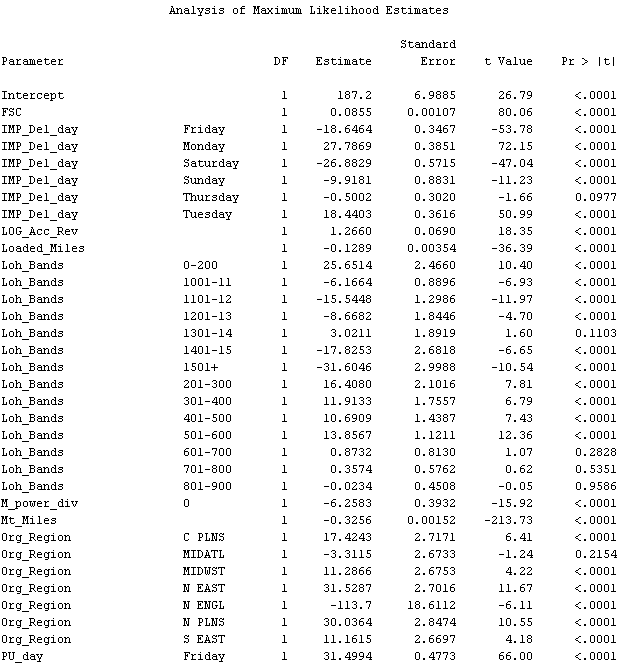 Analysis of Maximum Likelihood Estimates
Standard
Parameter DF Estimate Error t Value Pr > |t|
Intercept 1 187.2 6.9885 26.79 <.0001
FSC 1 0.0855 0.00107 80.06 <.0001
IMP_Del_day Friday 1 -18.6464 0.3467 -53.78 <.0001
IMP_Del_day Monday 1 27.7869 0.3851 72.15 <.0001
IMP_Del_day Saturday 1 -26.8829 0.5715 -47.04 <.0001
IMP_Del_day Sunday 1 -9.9181 0.8831 -11.23 <.0001
IMP_Del_day Thursday 1 -0.5002 0.3020 -1.66 0.0977
IMP_Del_day Tuesday 1 18.4403 0.3616 50.99 <.0001
LOG_Acc_Rev 1 1.2660 0.0690 18.35 <.0001
Loaded_Miles 1 -0.1289 0.00354 -36.39 <.0001
Loh_Bands 0-200 1 25.6514 2.4660 10.40 <.0001
Loh_Bands 1001-11 1 -6.1664 0.8896 -6.93 <.0001
Loh_Bands 1101-12 1 -15.5448 1.2986 -11.97 <.0001
Loh_Bands 1201-13 1 -8.6682 1.8446 -4.70 <.0001
Loh_Bands 1301-14 1 3.0211 1.8919 1.60 0.1103
Loh_Bands 1401-15 1 -17.8253 2.6818 -6.65 <.0001
Loh_Bands 1501+ 1 -31.6046 2.9988 -10.54 <.0001
Loh_Bands 201-300 1 16.4080 2.1016 7.81 <.0001
Loh_Bands 301-400 1 11.9133 1.7557 6.79 <.0001
Loh_Bands 401-500 1 10.6909 1.4387 7.43 <.0001
Loh_Bands 501-600 1 13.8567 1.1211 12.36 <.0001
Loh_Bands 601-700 1 0.8732 0.8130 1.07 0.2828
Loh_Bands 701-800 1 0.3574 0.5762 0.62 0.5351
Loh_Bands 801-900 1 -0.0234 0.4508 -0.05 0.9586
M_power_div 0 1 -6.2583 0.3932 -15.92 <.0001
Mt_Miles 1 -0.3256 0.00152 -213.73 <.0001
Org_Region C PLNS 1 17.4243 2.7171 6.41 <.0001
Org_Region MIDATL 1 -3.3115 2.6733 -1.24 0.2154
Org_Region MIDWST 1 11.2866 2.6753 4.22 <.0001
Org_Region N EAST 1 31.5287 2.7016 11.67 <.0001
Org_Region N ENGL 1 -113.7 18.6112 -6.11 <.0001
Org_Region N PLNS 1 30.0364 2.8474 10.55 <.0001
Org_Region S EAST 1 11.1615 2.6697 4.18 <.0001
PU_day Friday 1 31.4994 0.4773 66.00 <.0001